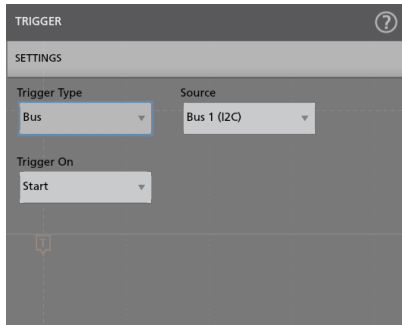 TRIGGER ?
SETTINGS
Trigger Type Source
Bus Bus 1 (I2C)
Trigger On
Start
T